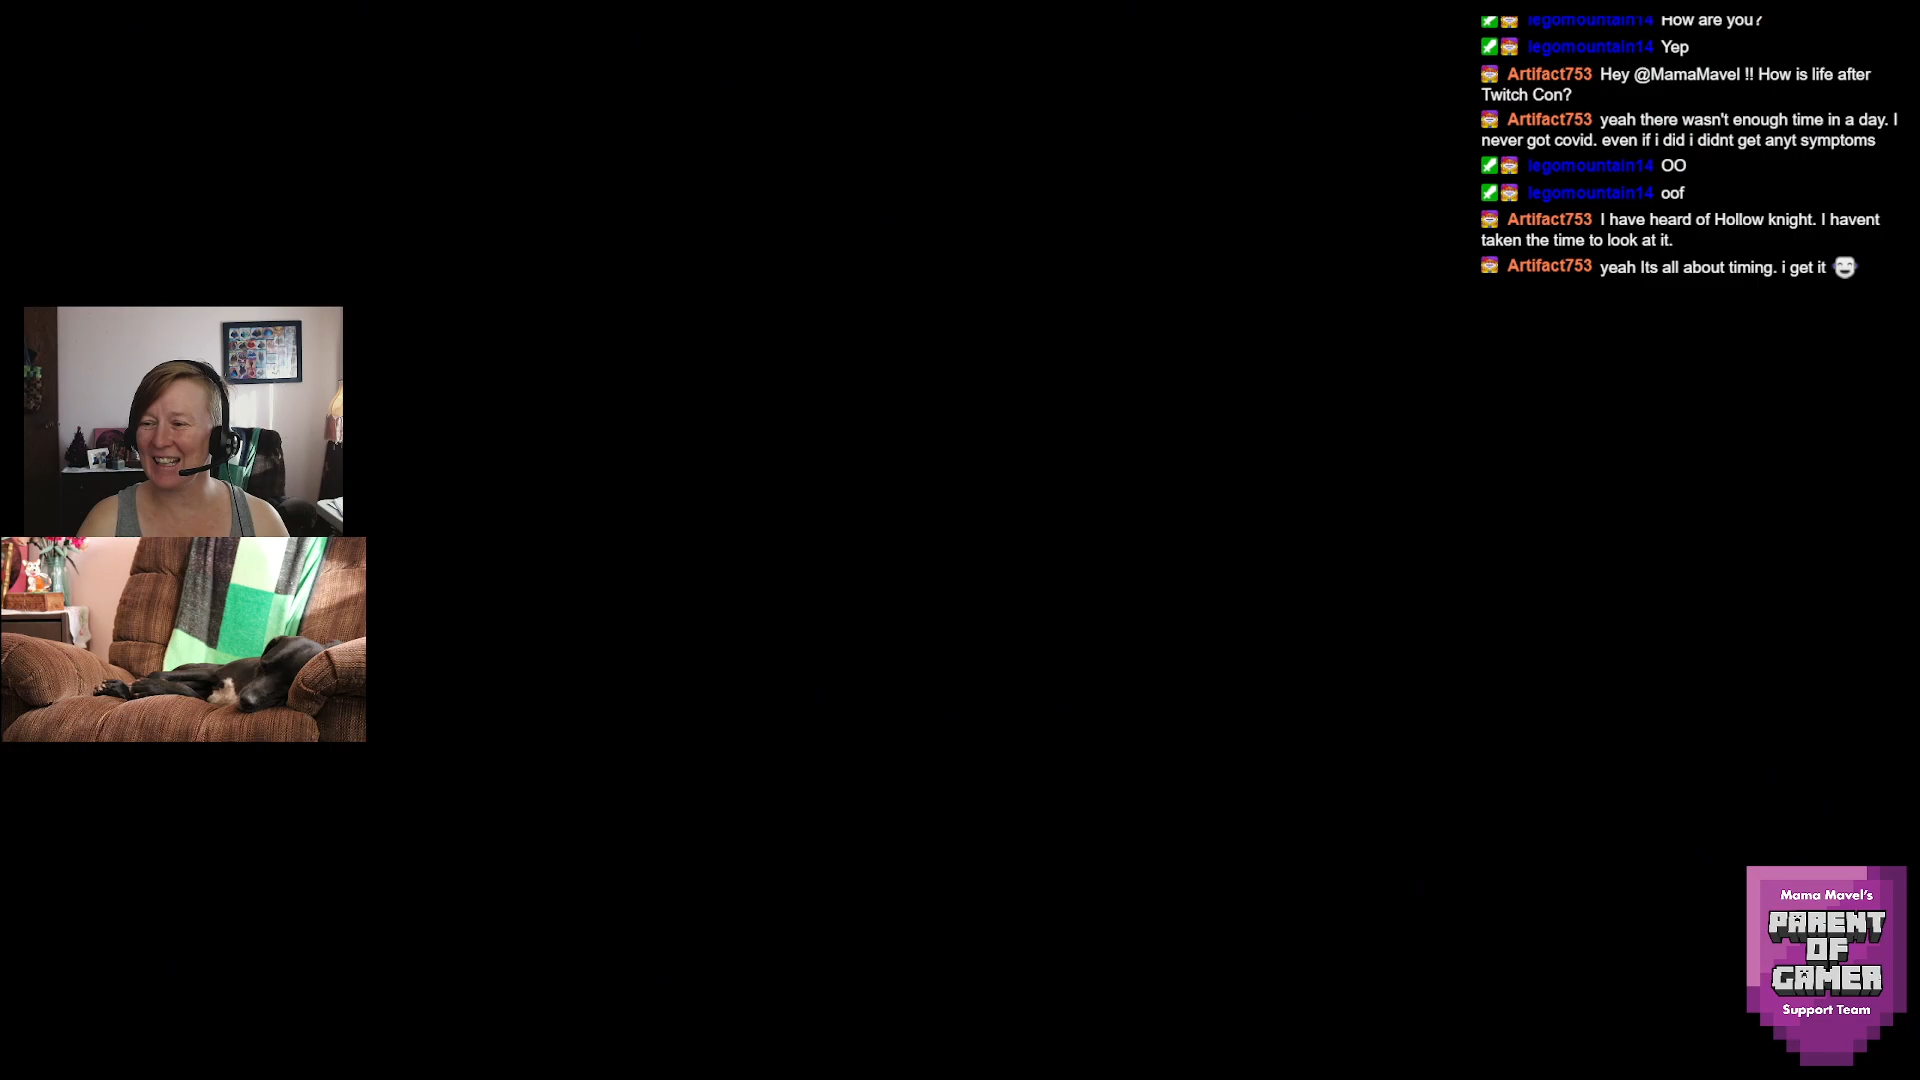 legomountain14 How are you?
legomountain14 Yep
Artifact753 Hey @MamaMavel !! How is life after
Twitch Con?
Artifact753 yeah there wasn't enough time in a day. I
never got covid. even if i did i didnt get anyt symptoms
legomountain14 OO
legomountain14 oof
Artifact753 I have heard of Hollow knight. I havent
taken the time to look at it.
Artifact753 yeah Its all about timing. i get it
Mama Mavel's
PARENT
OF
GAMER
Support Team